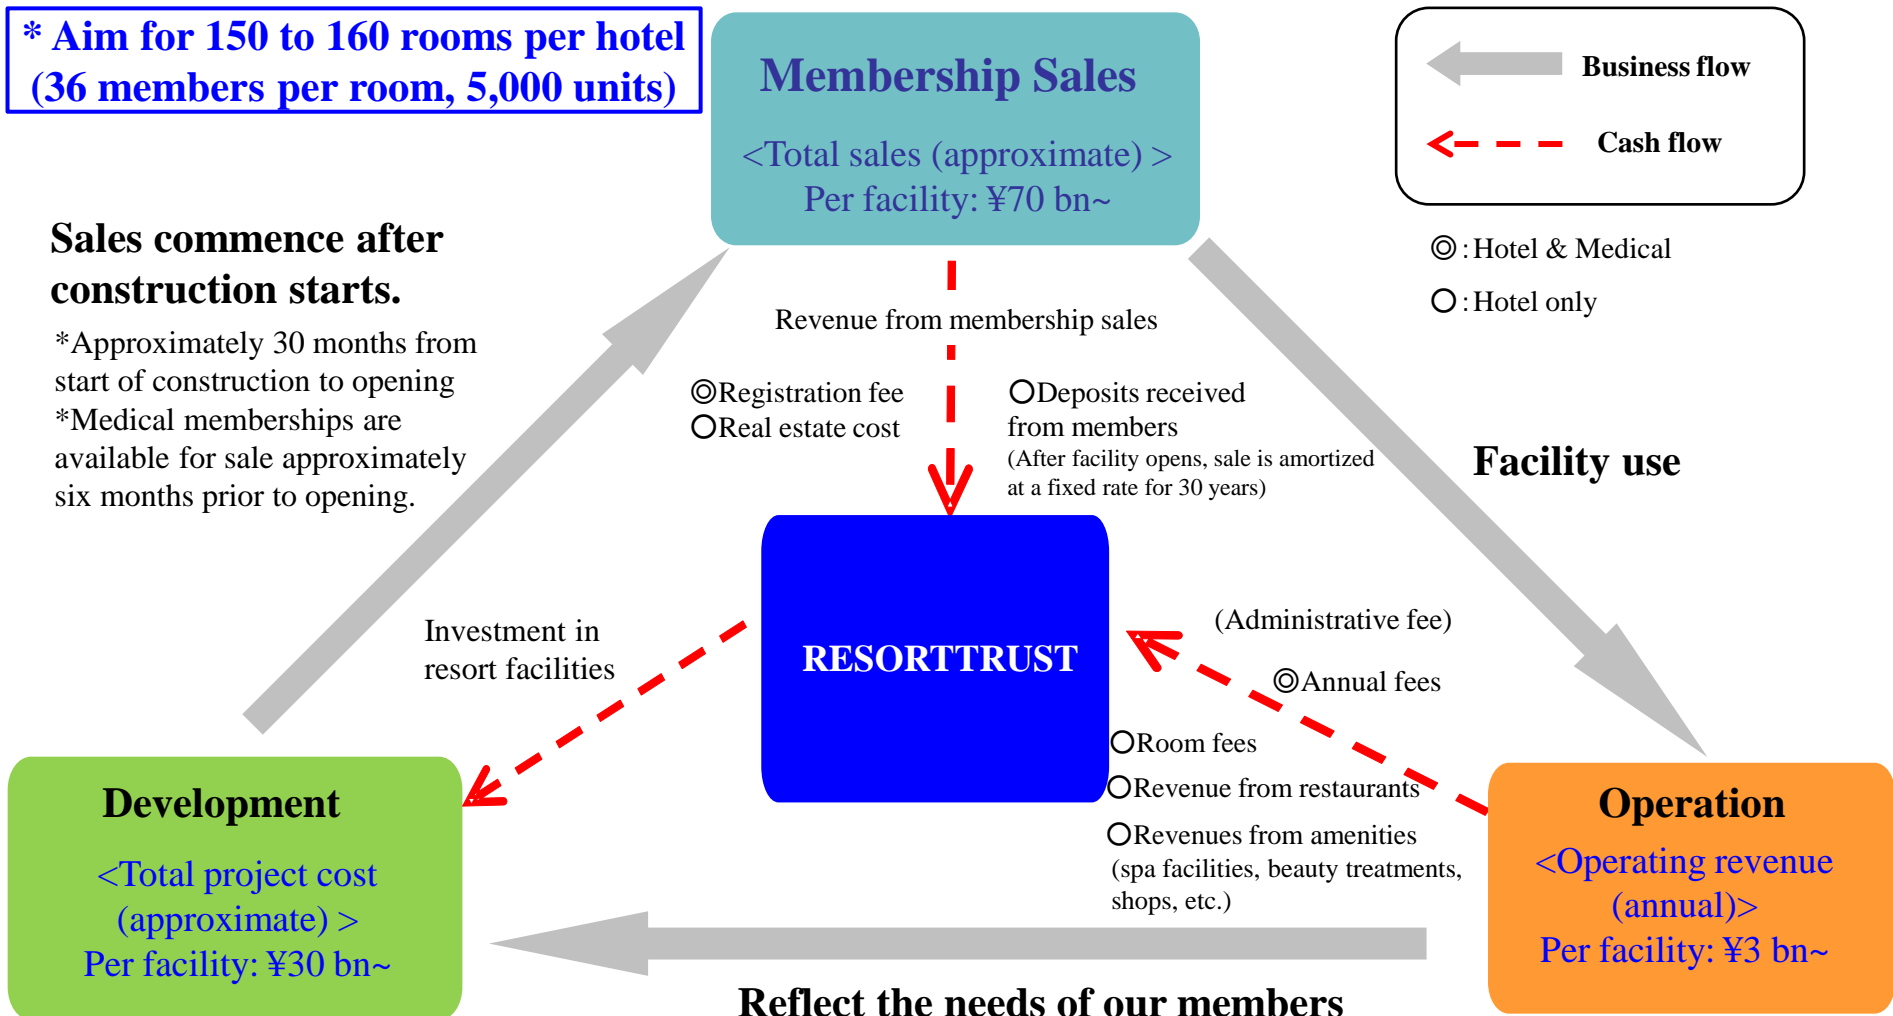 * Aim for 150 to 160 rooms per hotel
(36 members per room, 5,000 units)
Membership Sales
<Total sales (approximate) >
Per facility: ¥70 bn~
Business flow
Cash flow
◎ : Hotel & Medical
○ : Hotel only
Sales commence after
construction starts.
*Approximately 30 months from
start of construction to opening
*Medical memberships are
available for sale approximately
six months prior to opening.
Revenue from membership sales
◎Registration fee
○Real estate cost
○Deposits received
from members
(After facility opens, sale is amortized
at a fixed rate for 30 years)
Facility use
Investment in
resort facilities
RESORTTRUST
(Administrative fee)
◎Annual fees
○Room fees
○Revenue from restaurants
○Revenues from amenities
(spa facilities, beauty treatments,
shops, etc.)
Development
<Total project cost
(approximate) >
Per facility: ¥30 bn~
Operation
<Operating revenue
(annual)>
Per facility: ¥3 bn~
Reflect the needs of our members